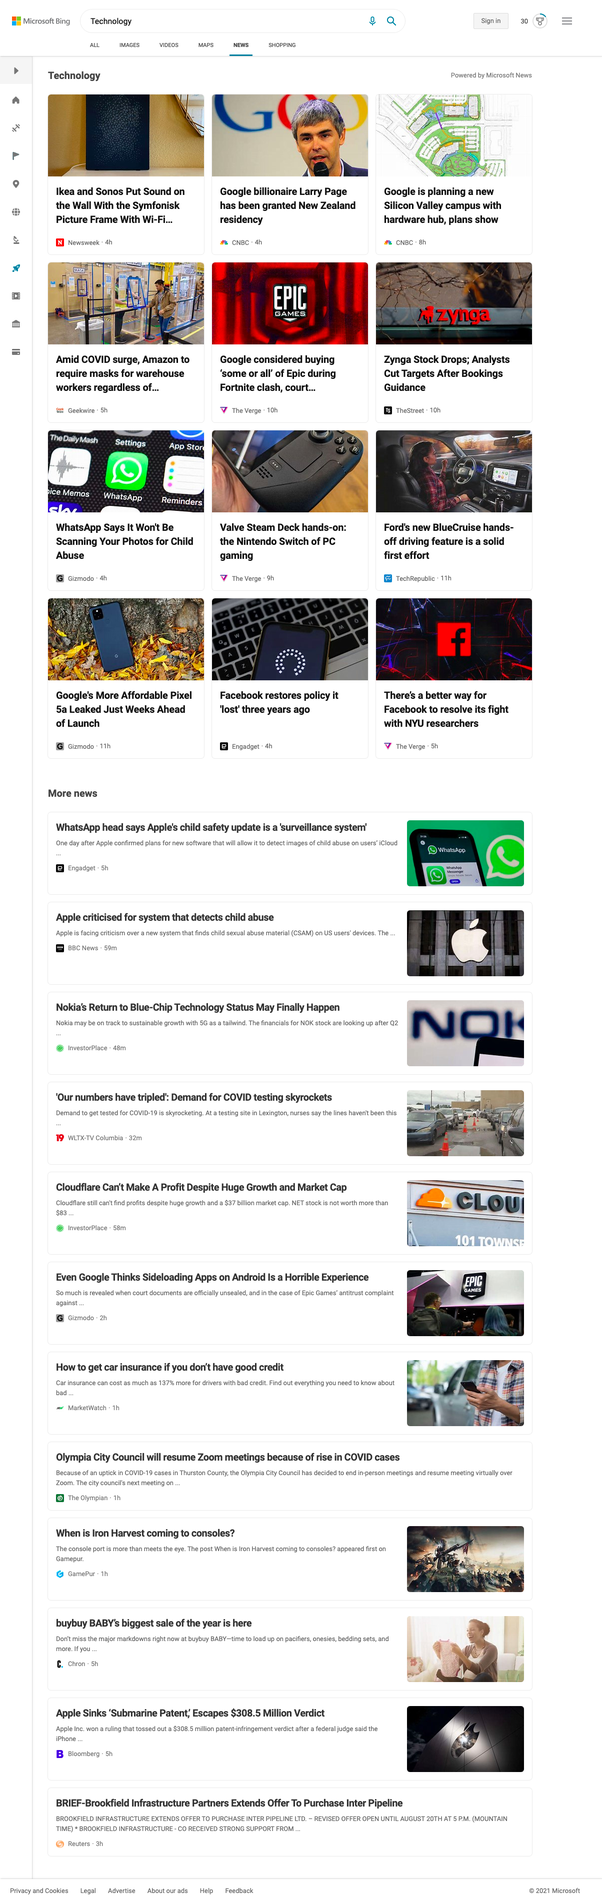 Microsoft Bing
Technology
Sign in
30
ALL IMAGES VIDEOS MAPS NEWS SHOPPING
Technology
Powered by Microsoft News
Ikea and Sonos Put Sound on
the Wall With the Symfonisk
Picture Frame With Wi-Fi...
Newsweek · 4h
Google billionaire Larry Page
has been granted New Zealand
residency
CNBC · 4h
Google is planning a new
Silicon Valley campus with
hardware hub, plans show
CNBC · 8h
EPIC
GAMES
zynga
Amid COVID surge, Amazon to
require masks for warehouse
workers regardless of...
Geekwire · 5h
Google considered buying
‘some or all’ of Epic during
Fortnite clash, court...
The Verge · 10h
Zynga Stock Drops; Analysts
Cut Targets After Bookings
Guidance
TheStreet · 10h
The Daily Mash
Settings
App Store
ice Memos
WhatsApp
Reminders
sky
WhatsApp Says It Won't Be
Scanning Your Photos for Child
Abuse
Gizmodo · 4h
Valve Steam Deck hands-on:
the Nintendo Switch of PC
gaming
The Verge · 9h
Ford's new BlueCruise hands-
off driving feature is a solid
first effort
TechRepublic · 11h
Google's More Affordable Pixel
5a Leaked Just Weeks Ahead
of Launch
Gizmodo · 11h
Facebook restores policy it
'lost' three years ago
Engadget · 4h
There’s a better way for
Facebook to resolve its fight
with NYU researchers
The Verge · 5h
More news
WhatsApp head says Apple's child safety update is a 'surveillance system'
One day after Apple confirmed plans for new software that will allow it to detect images of child abuse on users' iCloud
...
Engadget · 5h
WhatsApp
Apple criticised for system that detects child abuse
Apple is facing criticism over a new system that finds child sexual abuse material (CSAM) on US users' devices. The ...
BBC News · 59m
Nokia’s Return to Blue-Chip Technology Status May Finally Happen
Nokia may be on track to sustainable growth with 5G as a tailwind. The financials for NOK stock are looking up after Q2
...
InvestorPlace · 48m
NOK
'Our numbers have tripled': Demand for COVID testing skyrockets
Demand to get tested for COVID-19 is skyrocketing. At a testing site in Lexington, nurses say the lines haven't been this
...
WLTX-TV Columbia · 32m
Cloudflare Can’t Make A Profit Despite Huge Growth and Market Cap
Cloudflare still can't find profits despite huge growth and a $37 billion market cap. NET stock is not worth more than
$83 ...
InvestorPlace · 58m
CLOU
101 TOWNSE
Even Google Thinks Sideloading Apps on Android Is a Horrible Experience
So much is revealed when court documents are officially unsealed, and in the case of Epic Games’ antitrust complaint
against ...
Gizmodo · 2h
EPIC
GAMES
How to get car insurance if you don’t have good credit
Car insurance can cost as much as 137% more for drivers with bad credit. Find out everything you need to know about
bad ...
MarketWatch · 1h
Olympia City Council will resume Zoom meetings because of rise in COVID cases
Because of an uptick in COVID-19 cases in Thurston County, the Olympia City Council has decided to end in-person meetings and resume meeting virtually over
Zoom. The city council's next meeting on ...
The Olympian · 1h
When is Iron Harvest coming to consoles?
The console port is more than meets the eye. The post When is Iron Harvest coming to consoles? appeared first on
Gamepur.
GamePur · 1h
buybuy BABY’s biggest sale of the year is here
Don't miss the major markdowns right now at buybuy BABY—time to load up on pacifiers, onesies, bedding sets, and
more. If you ...
Chron · 5h
Apple Sinks ‘Submarine Patent,’ Escapes $308.5 Million Verdict
Apple Inc. won a ruling that tossed out a $308.5 million patent-infringement verdict after a federal judge said the
iPhone ...
Bloomberg · 5h
BRIEF-Brookfield Infrastructure Partners Extends Offer To Purchase Inter Pipeline
BROOKFIELD INFRASTRUCTURE EXTENDS OFFER TO PURCHASE INTER PIPELINE LTD. – REVISED OFFER OPEN UNTIL AUGUST 20TH AT 5 P.M. (MOUNTAIN
TIME) * BROOKFIELD INFRASTRUCTURE - CO RECEIVED STRONG SUPPORT FROM ...
Reuters · 3h
Privacy and Cookies Legal Advertise About our ads Help Feedback
© 2021 Microsoft